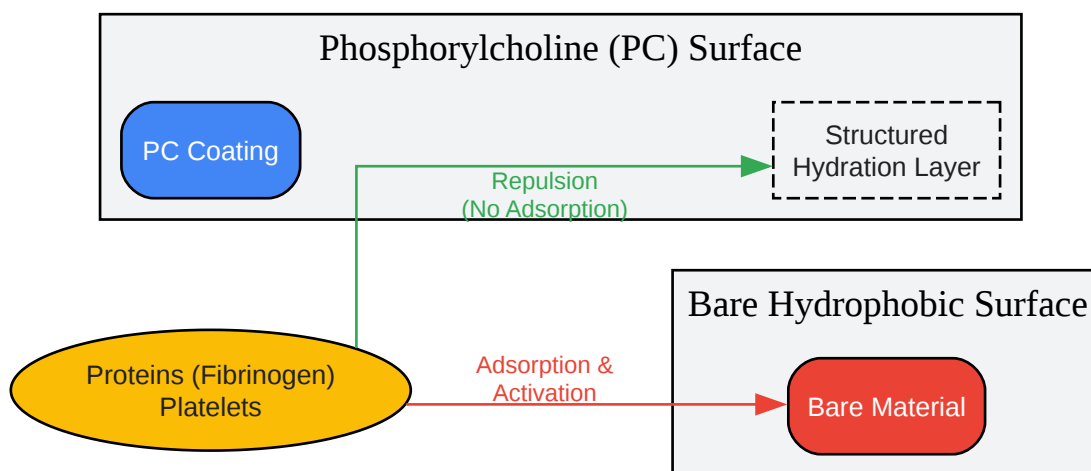 Phosphorylcholine (PC) Surface
PC Coating
Structured
Hydration Layer
Repulsion
(No Adsorption)
Bare Hydrophobic Surface
Proteins (Fibrinogen)
Platelets
Adsorption &
Activation
Bare Material